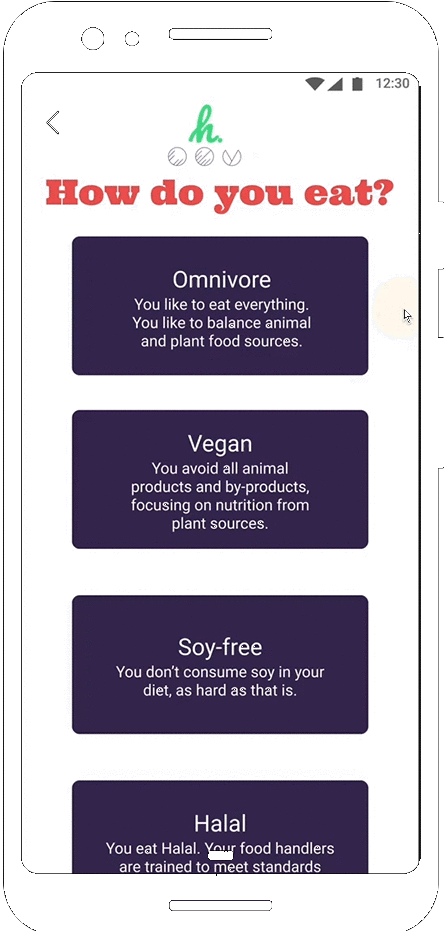 12:30
h.
How do you eat?
Omnivore
You like to eat everything.
You like to balance animal
and plant food sources.
Vegan
You avoid all animal
products and by-products,
focusing on nutrition from
plant sources.
Soy-free
You don’t consume soy in your
diet, as hard as that is.
Halal
You eat Halal. Your food handlers
are trained to meet standards